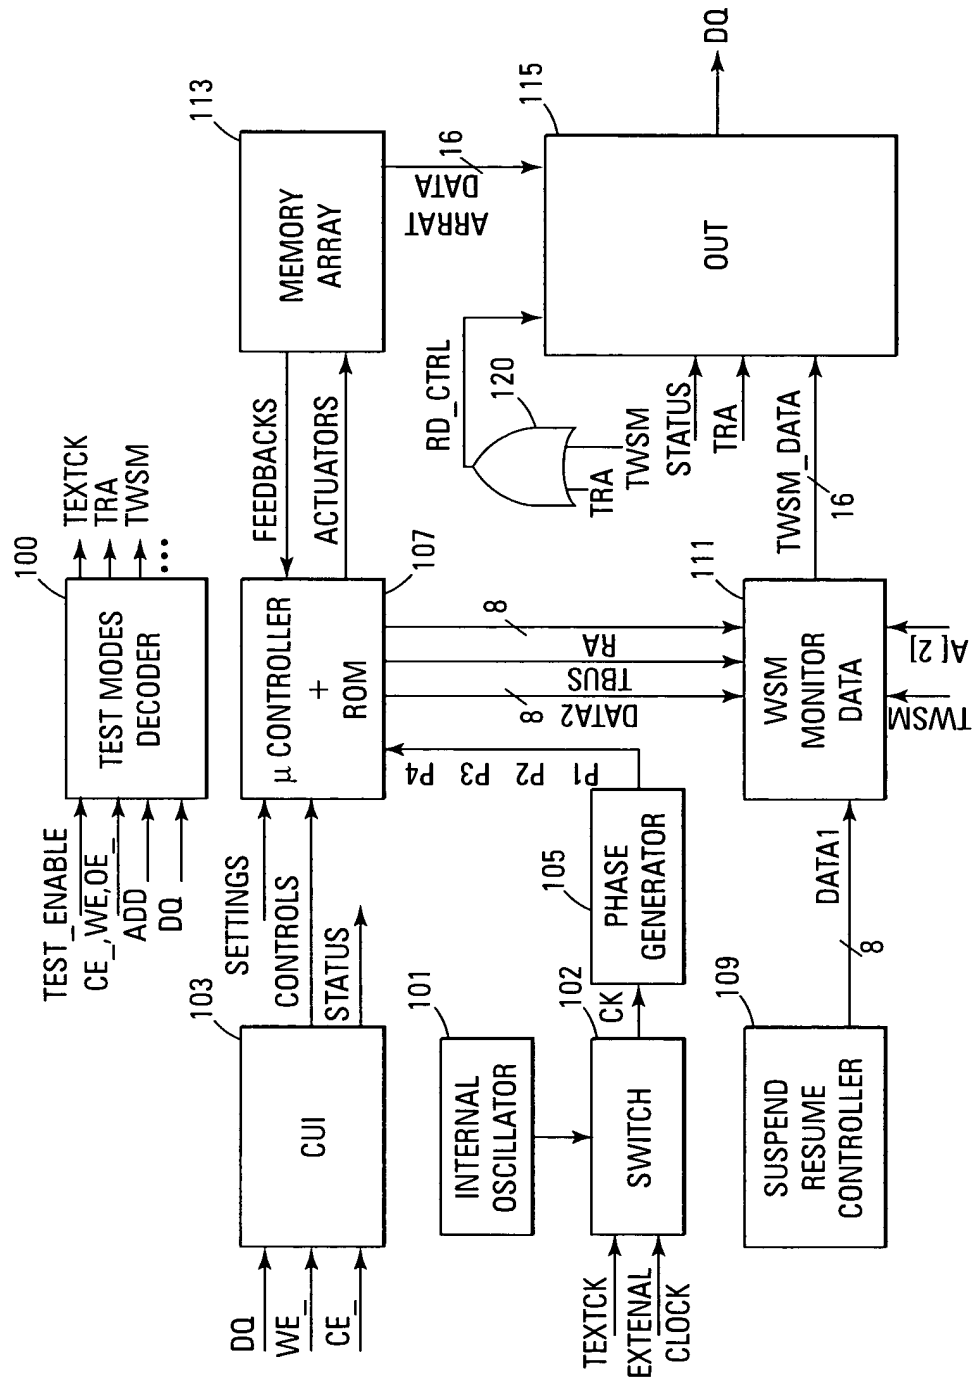 TEST_ENABLE
CE_,WE,OE_
ADD
DQ
TEST MODES
DECODER
100
TEXTCK
TRA
TWSM
...
DQ
WE_
CE_
CUI
103
SETTINGS
CONTROLS
STATUS
μ CONTROLLER
+
ROM
107
FEEDBACKS
ACTUATORS
MEMORY
ARRAY
113
ARRAT
DATA
16
INTERNAL
OSCILLATOR
101
TEXTCK
EXTENAL
CLOCK
SWITCH
102
CK
PHASE
GENERATOR
105
P1 P2 P3 P4
DATA2
8
TBUS
RA
8
RD_CTRL
120
TRA
TWSM
STATUS
TRA
TWSM_DATA
16
OUT
115
DQ
SUSPEND
RESUME
CONTROLLER
109
DATA1
8
WSM
MONITOR
DATA
111
TWSM
A[2]